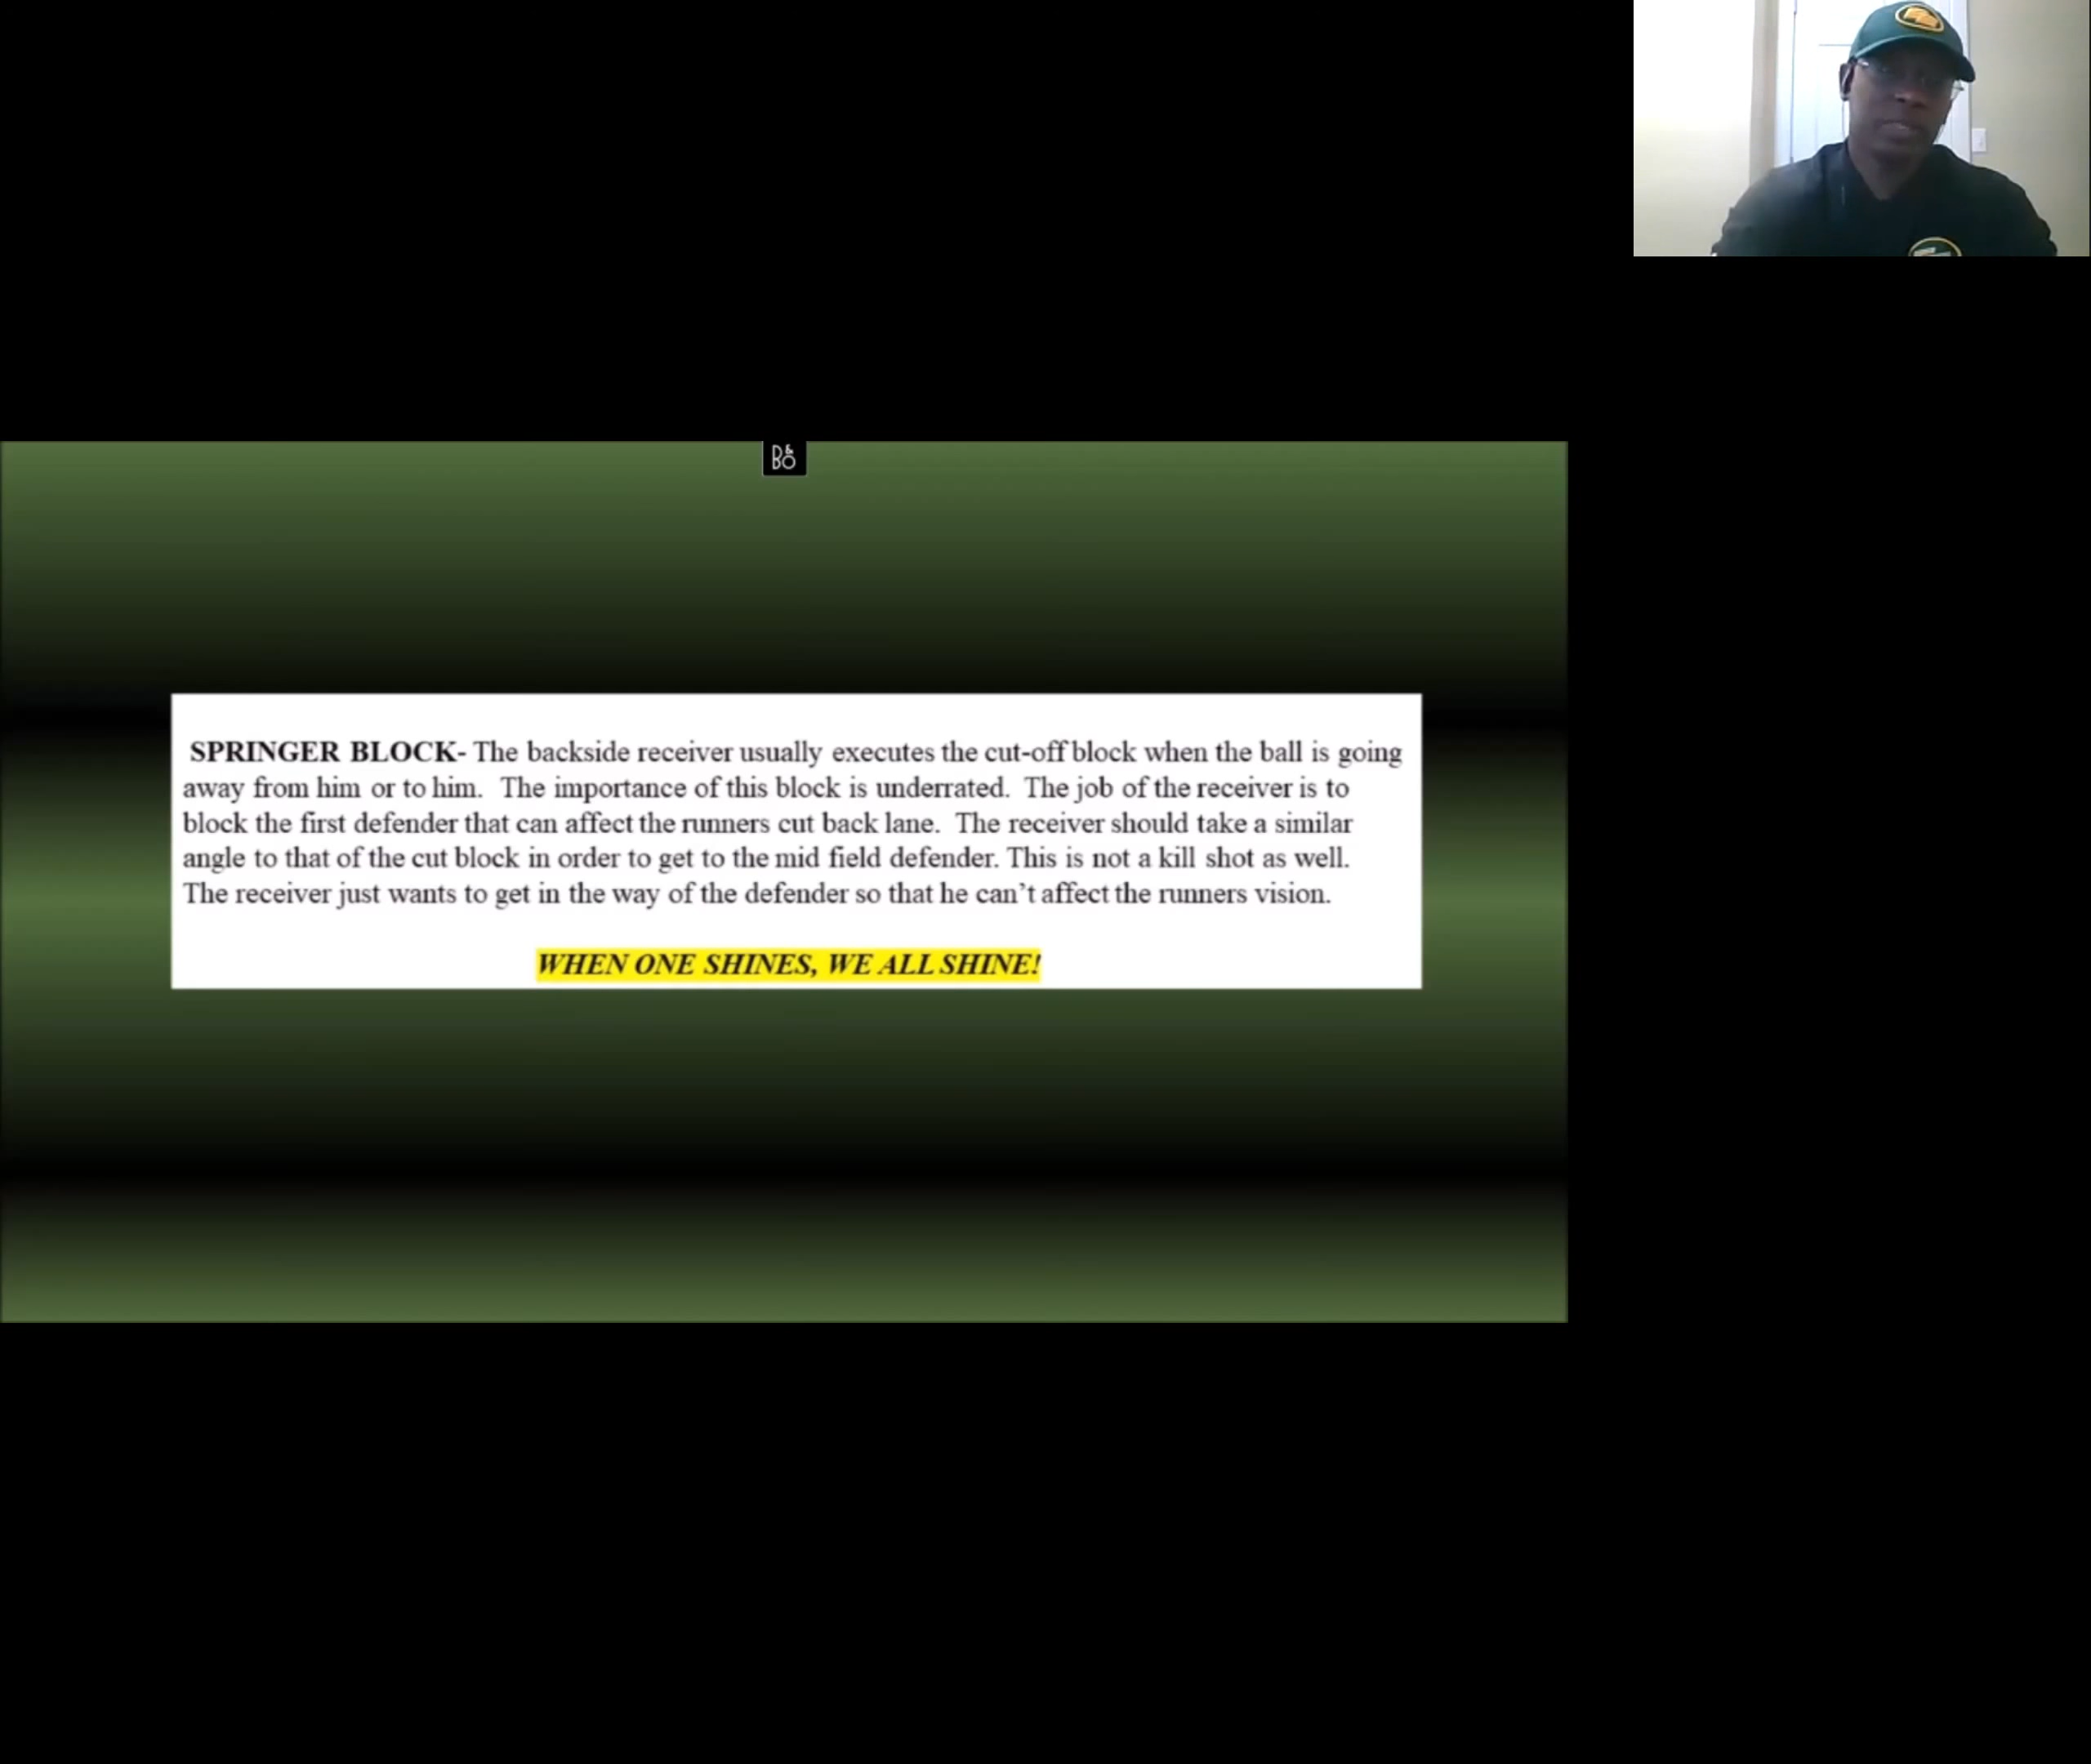 B&O
SPRINGER BLOCK- The backside receiver usually executes the cut-off block when the ball is going
away from him or to him. The importance of this block is underrated. The job of the receiver is to
block the first defender that can affect the runners cut back lane. The receiver should take a similar
angle to that of the cut block in order to get to the mid field defender. This is not a kill shot as well.
The receiver just wants to get in the way of the defender so that he can’t affect the runners vision.
WHEN ONE SHINES, WE ALL SHINE!